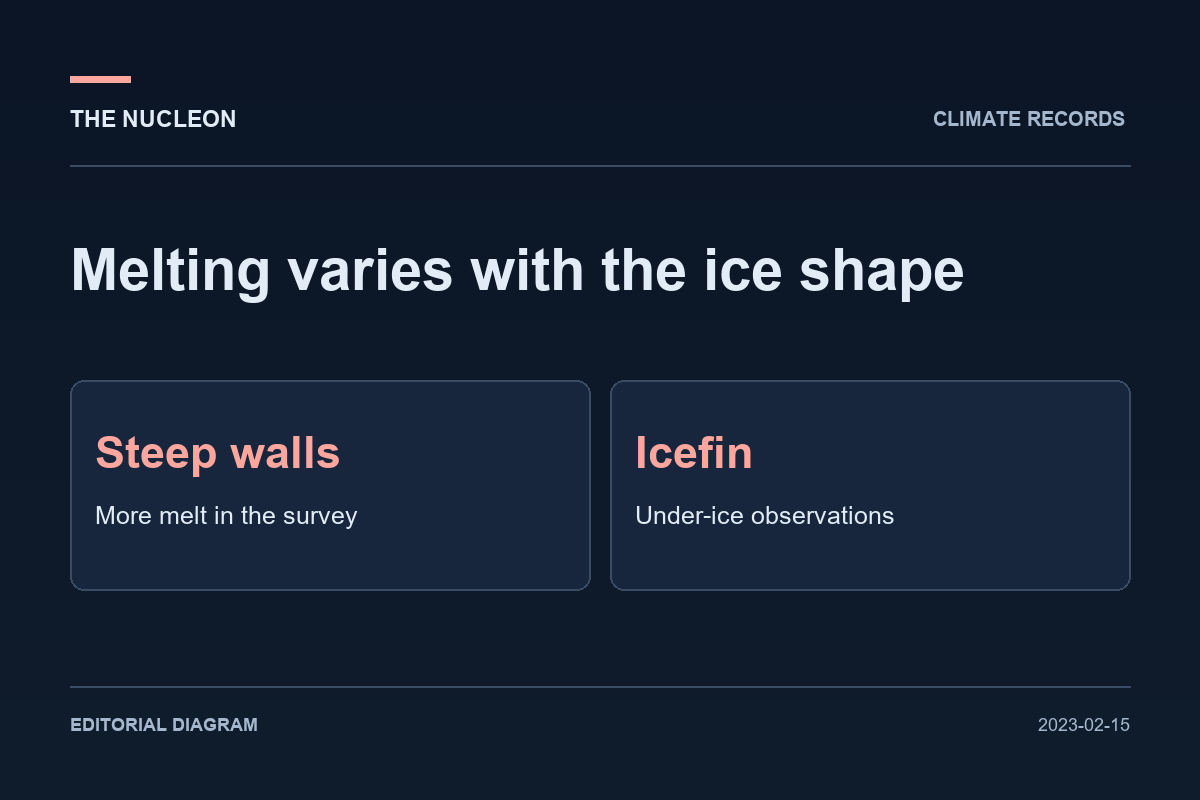 THE NUCLEON
CLIMATE RECORDS
Melting varies with the ice shape
Steep walls
More melt in the survey
Icefin
Under-ice observations
EDITORIAL DIAGRAM
2023-02-15